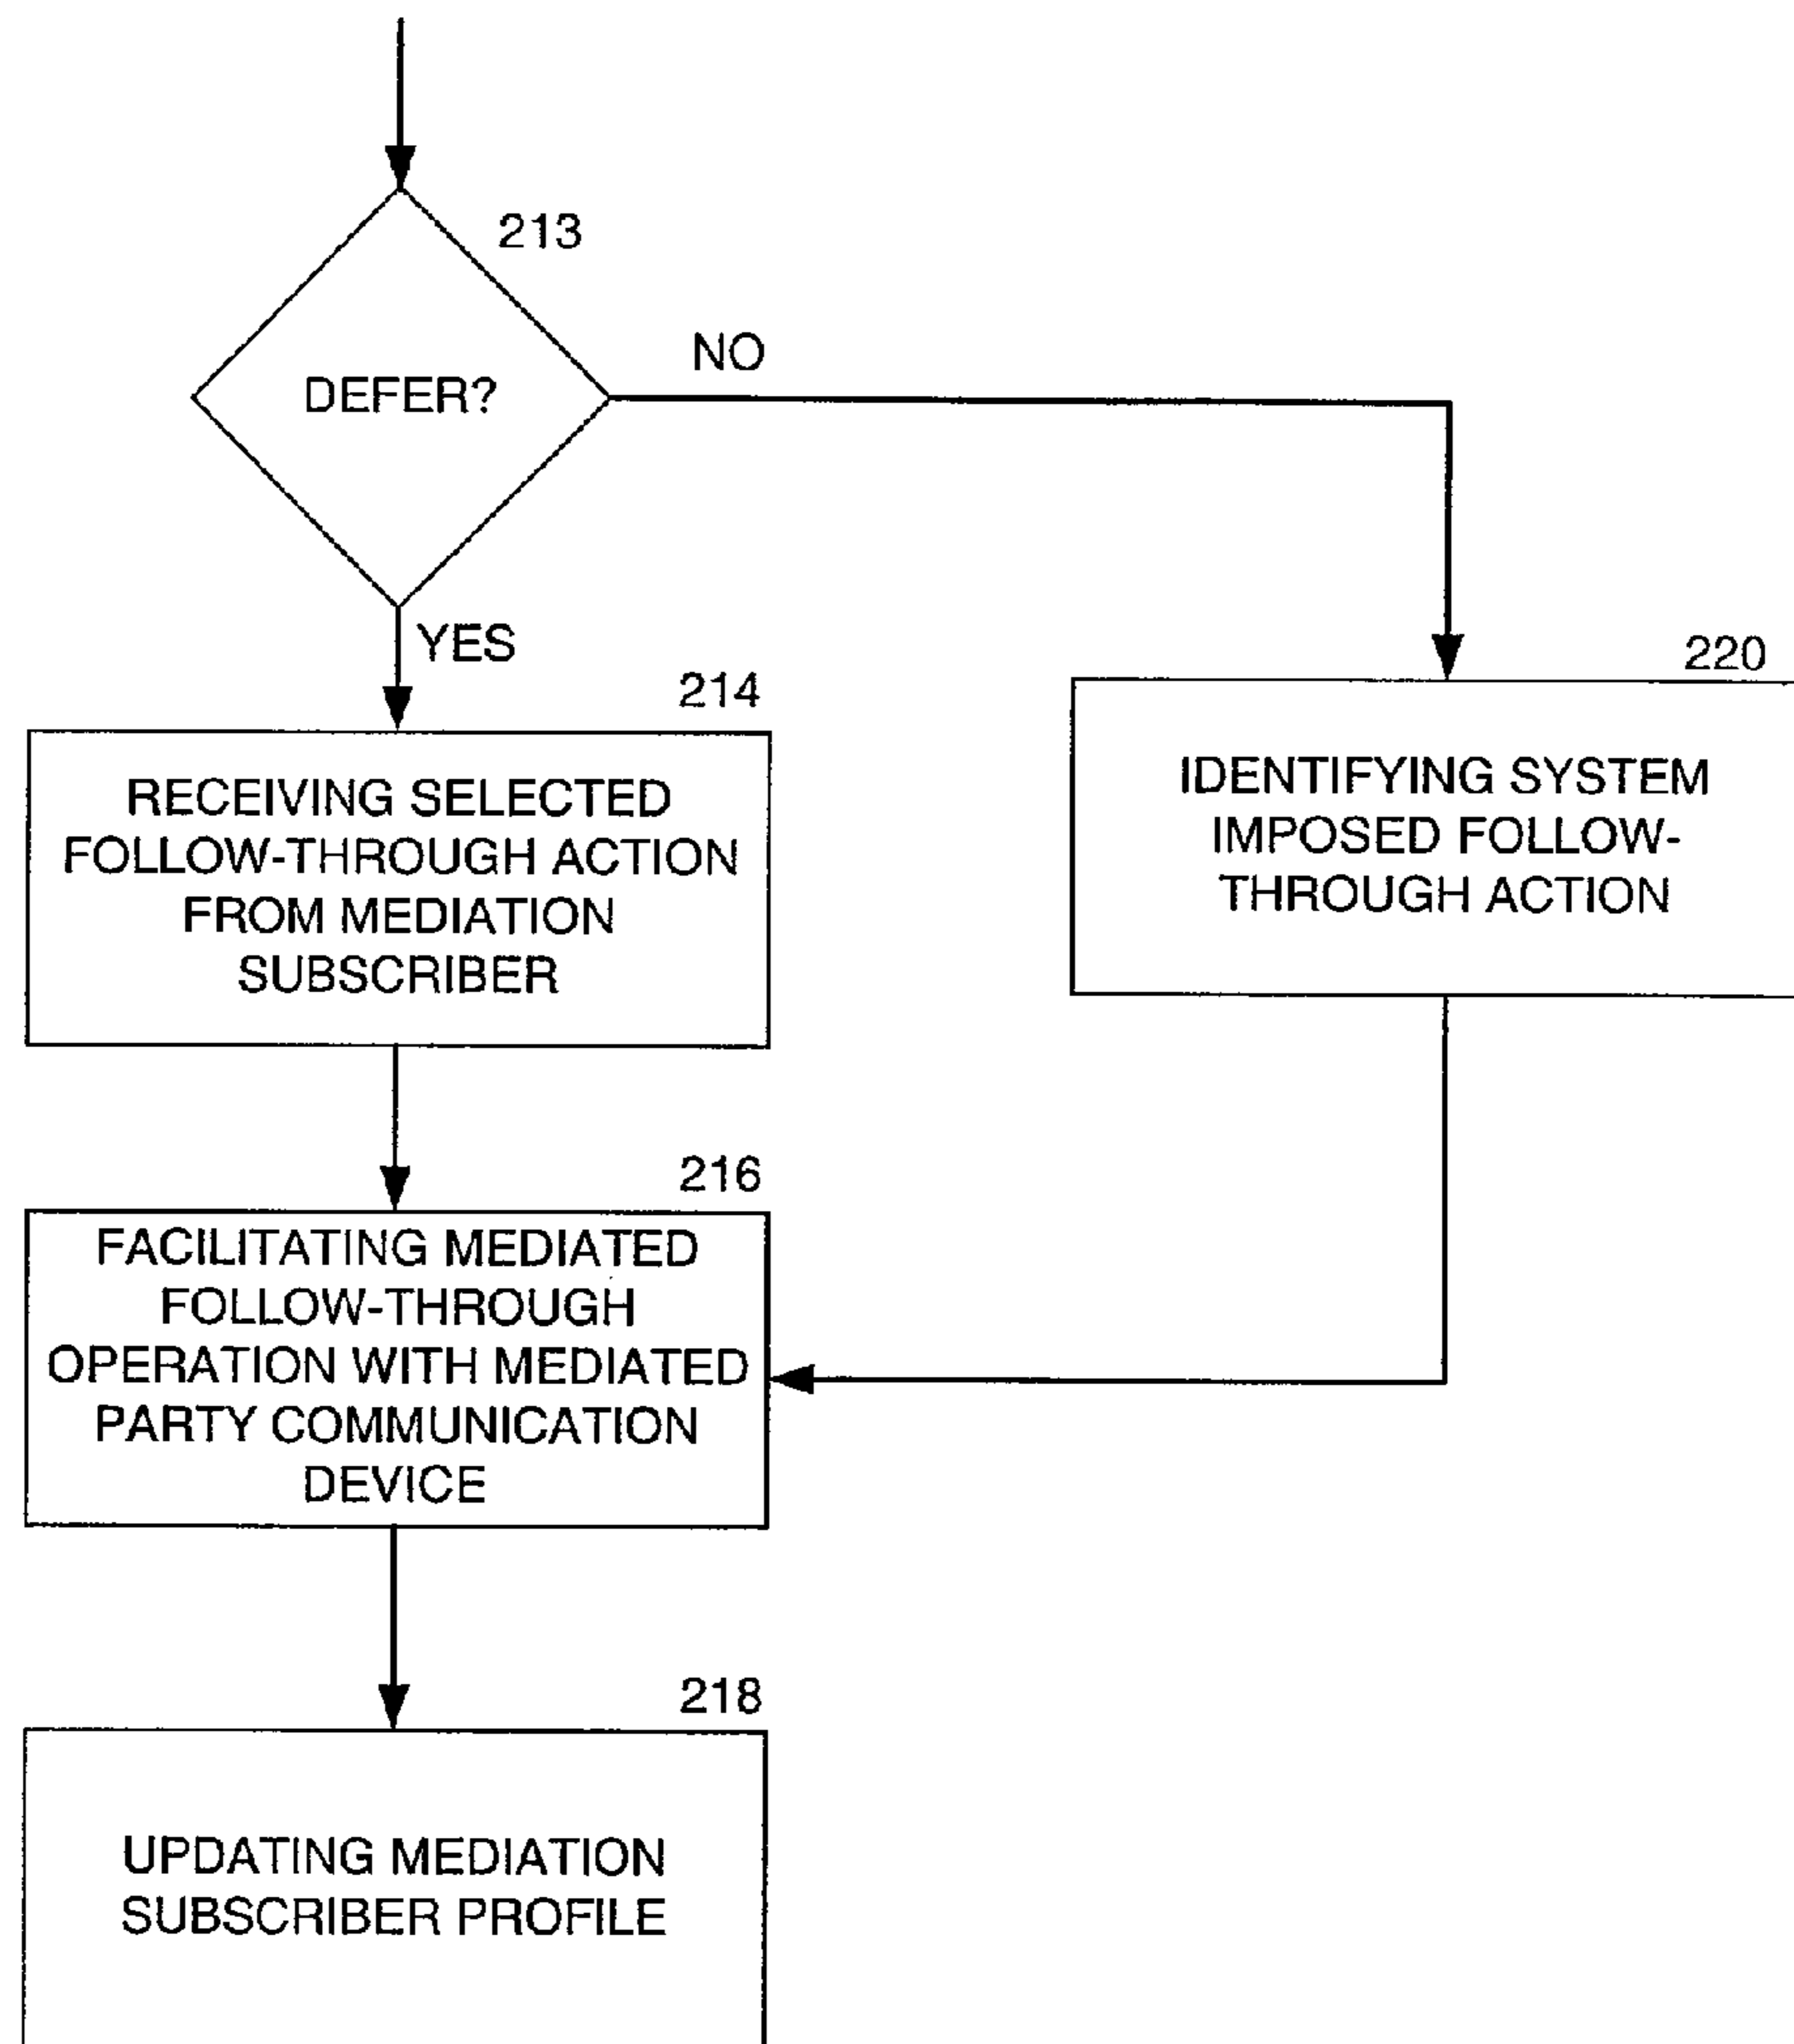 213
DEFER?
NO
YES
214
RECEIVING SELECTED
FOLLOW-THROUGH ACTION
FROM MEDIATION
SUBSCRIBER
220
IDENTIFYING SYSTEM
IMPOSED FOLLOW-
THROUGH ACTION
216
FACILITATING MEDIATED
FOLLOW-THROUGH
OPERATION WITH MEDIATED
PARTY COMMUNICATION
DEVICE
218
UPDATING MEDIATION
SUBSCRIBER PROFILE